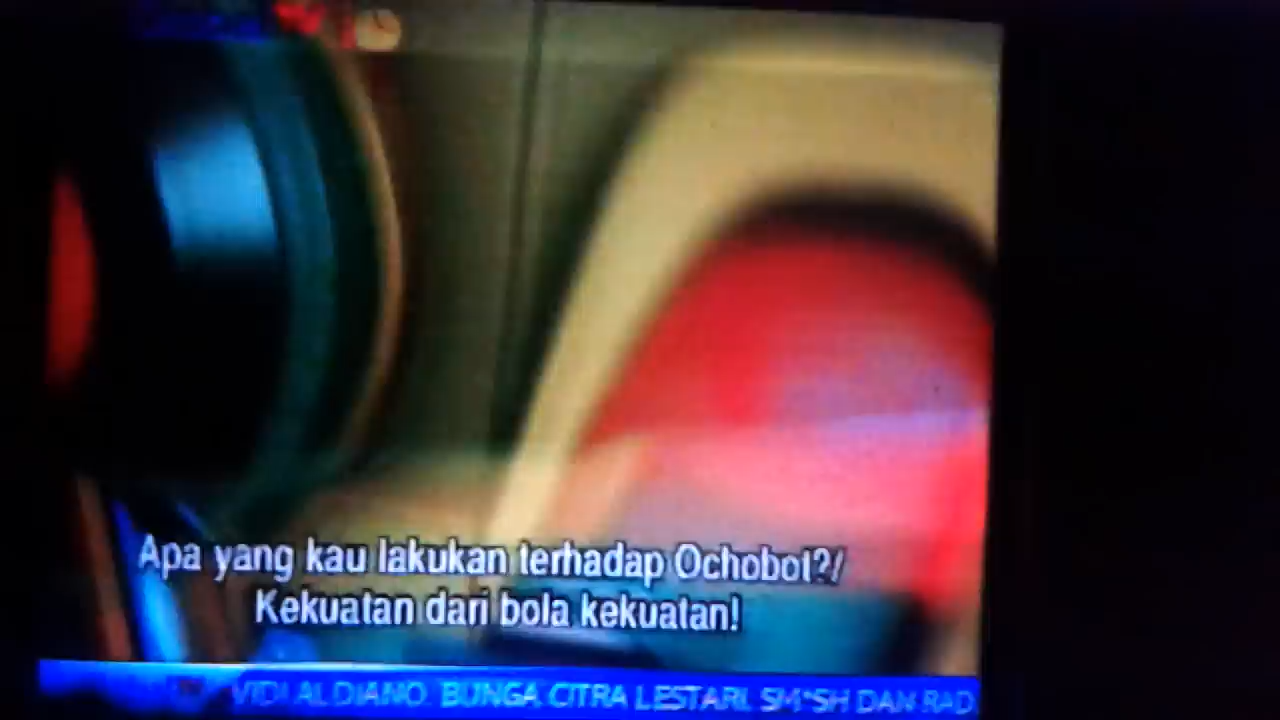 Apa yang kau lakukan terhadap Ochobot?/
Kekuatan dari bola kekuatan!
VIDI ALDIANO, BUNGA CITRA LESTARI, SM*SH DAN RAD